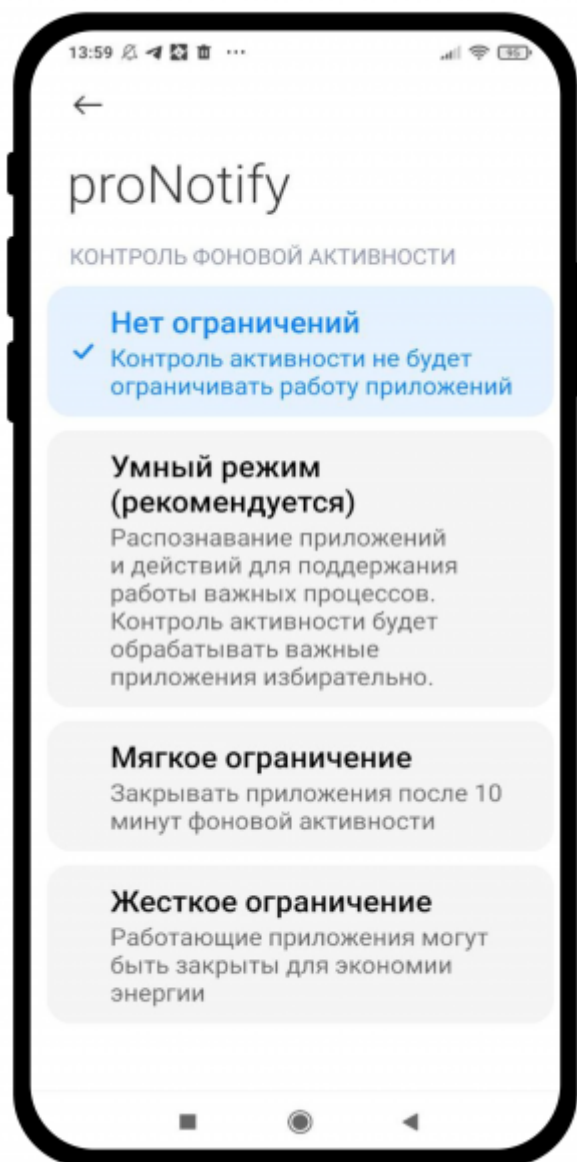 13:59
95
proNotify
КОНТРОЛЬ ФОНОВОЙ АКТИВНОСТИ
Нет ограничений
Контроль активности не будет
ограничивать работу приложений
Умный режим
(рекомендуется)
Распознавание приложений
и действий для поддержания
работы важных процессов.
Контроль активности будет
обрабатывать важные
приложения избирательно.
Мягкое ограничение
Закрывать приложения после 10
минут фоновой активности
Жесткое ограничение
Работающие приложения могут
быть закрыты для экономии
энергии